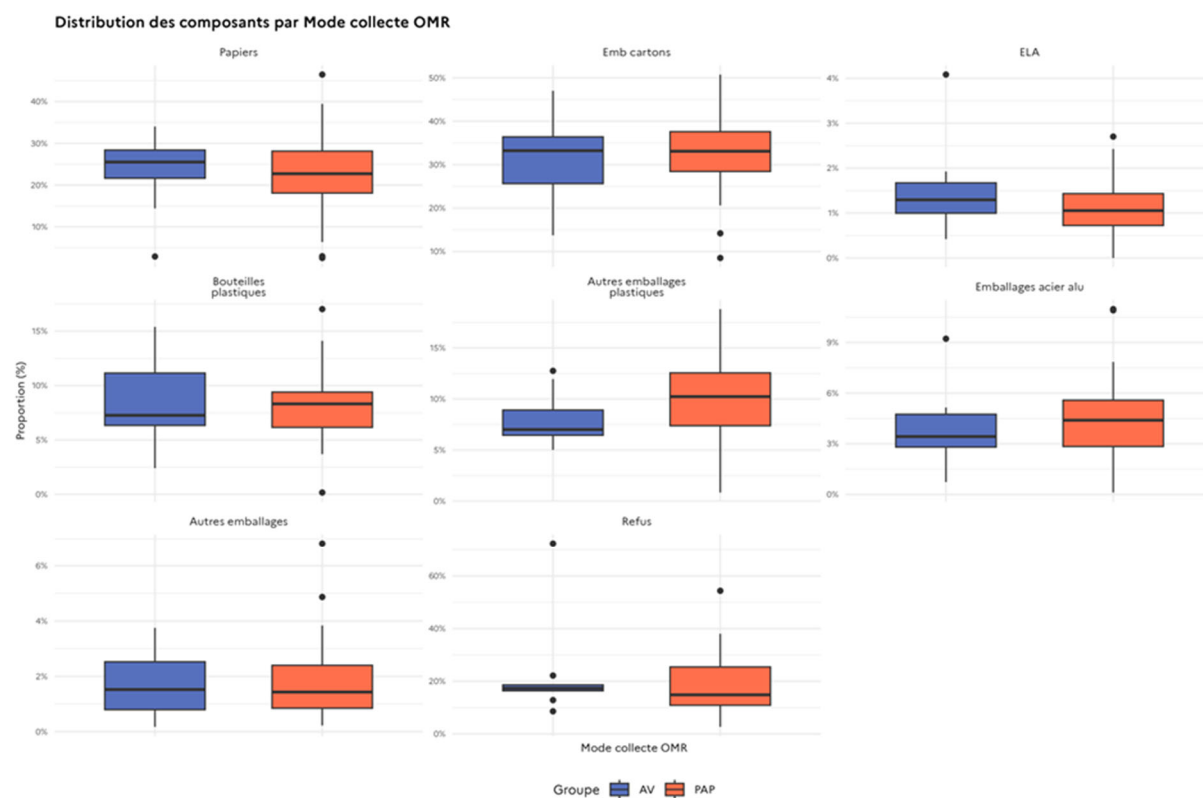 Distribution des composants par Mode collecte OMR
Papiers
Emb cartons
ELA
40%
30%
20%
10%
50%
40%
30%
20%
10%
4%
3%
2%
1%
0%
Bouteilles
plastiques
Autres emballages
plastiques
Emballages acier alu
Proportion (%)
15%
10%
5%
0%
15%
10%
5%
0%
9%
6%
3%
0%
Autres emballages
Refus
6%
4%
2%
0%
60%
40%
20%
0%
Mode collecte OMR
Groupe AV PAP